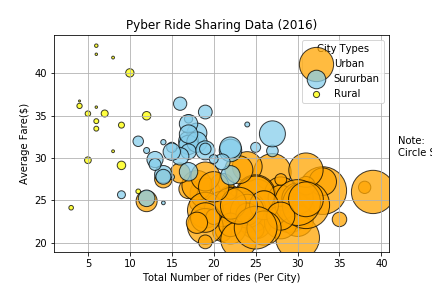 Pyber Ride Sharing Data (2016)
City Types
Urban
Sururban
Rural
Average Fare($)
40
35
30
25
20
5
10
15
20
25
30
35
40
Total Number of rides (Per City)
Note:
Circle